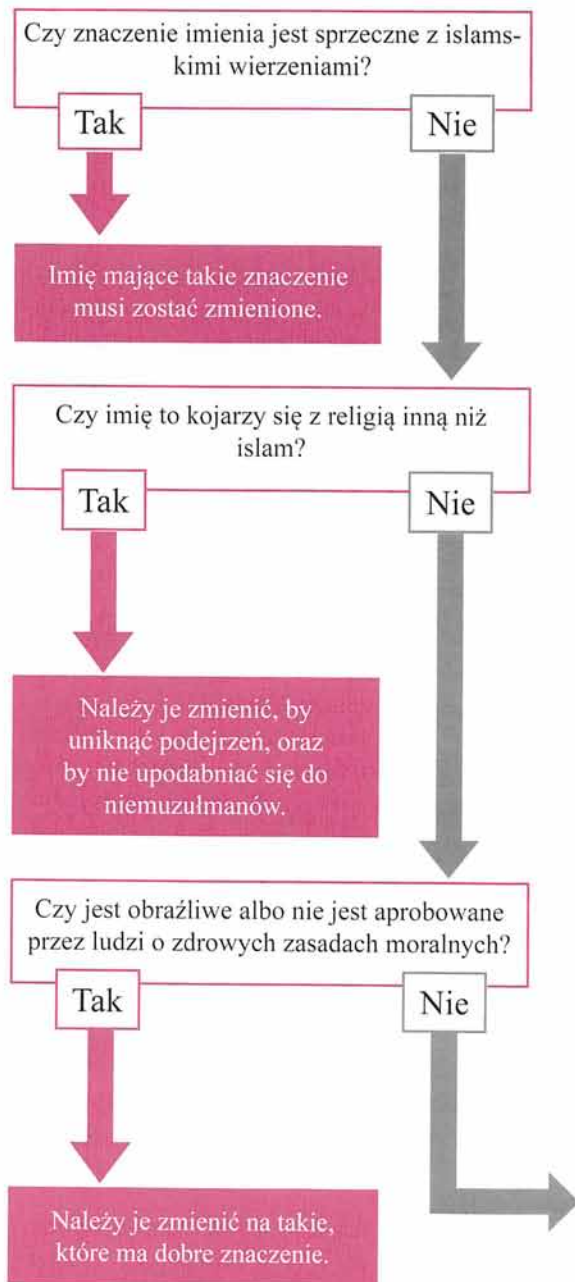 Czy znaczenie imienia jest sprzeczne z islams-
kimi wierzeniami?
Tak
Nie
Imię mające takie znaczenie
musi zostać zmienione.
Czy imię to kojarzy się z religią inną niż
islam?
Tak
Nie
Należy je zmienić, by
uniknąć podejrzeń, oraz
by nie upodabniać się do
niemuzułmanów.
Czy jest obraźliwe albo nie jest aprobowane
przez ludzi o zdrowych zasadach moralnych?
Tak
Nie
Należy je zmienić na takie,
które ma dobre znaczenie.